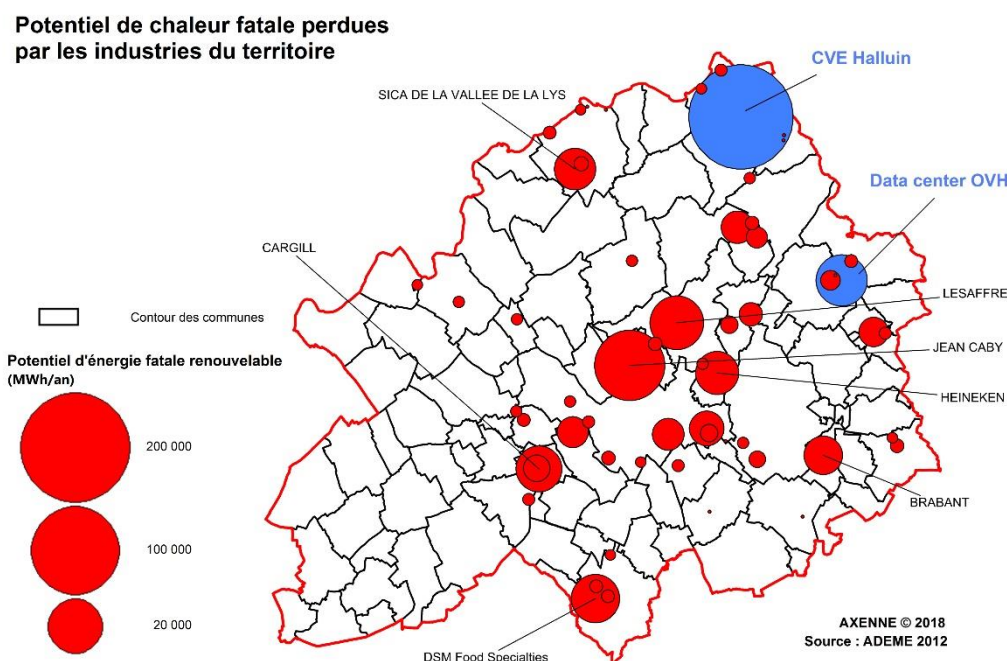 Potentiel de chaleur fatale perdues
par les industries du territoire
CVE Halluin
SICA DE LA VALLEE DE LA LYS
Data center OVH
CARGILL
LESAFFRE
Contour des communes
JEAN CABY
Potentiel d'énergie fatale renouvelable
(MWh/an)
HEINEKEN
200 000
BRABANT
100 000
20 000
AXENNE © 2018
Source : ADEME 2012
DSM Food Specialties